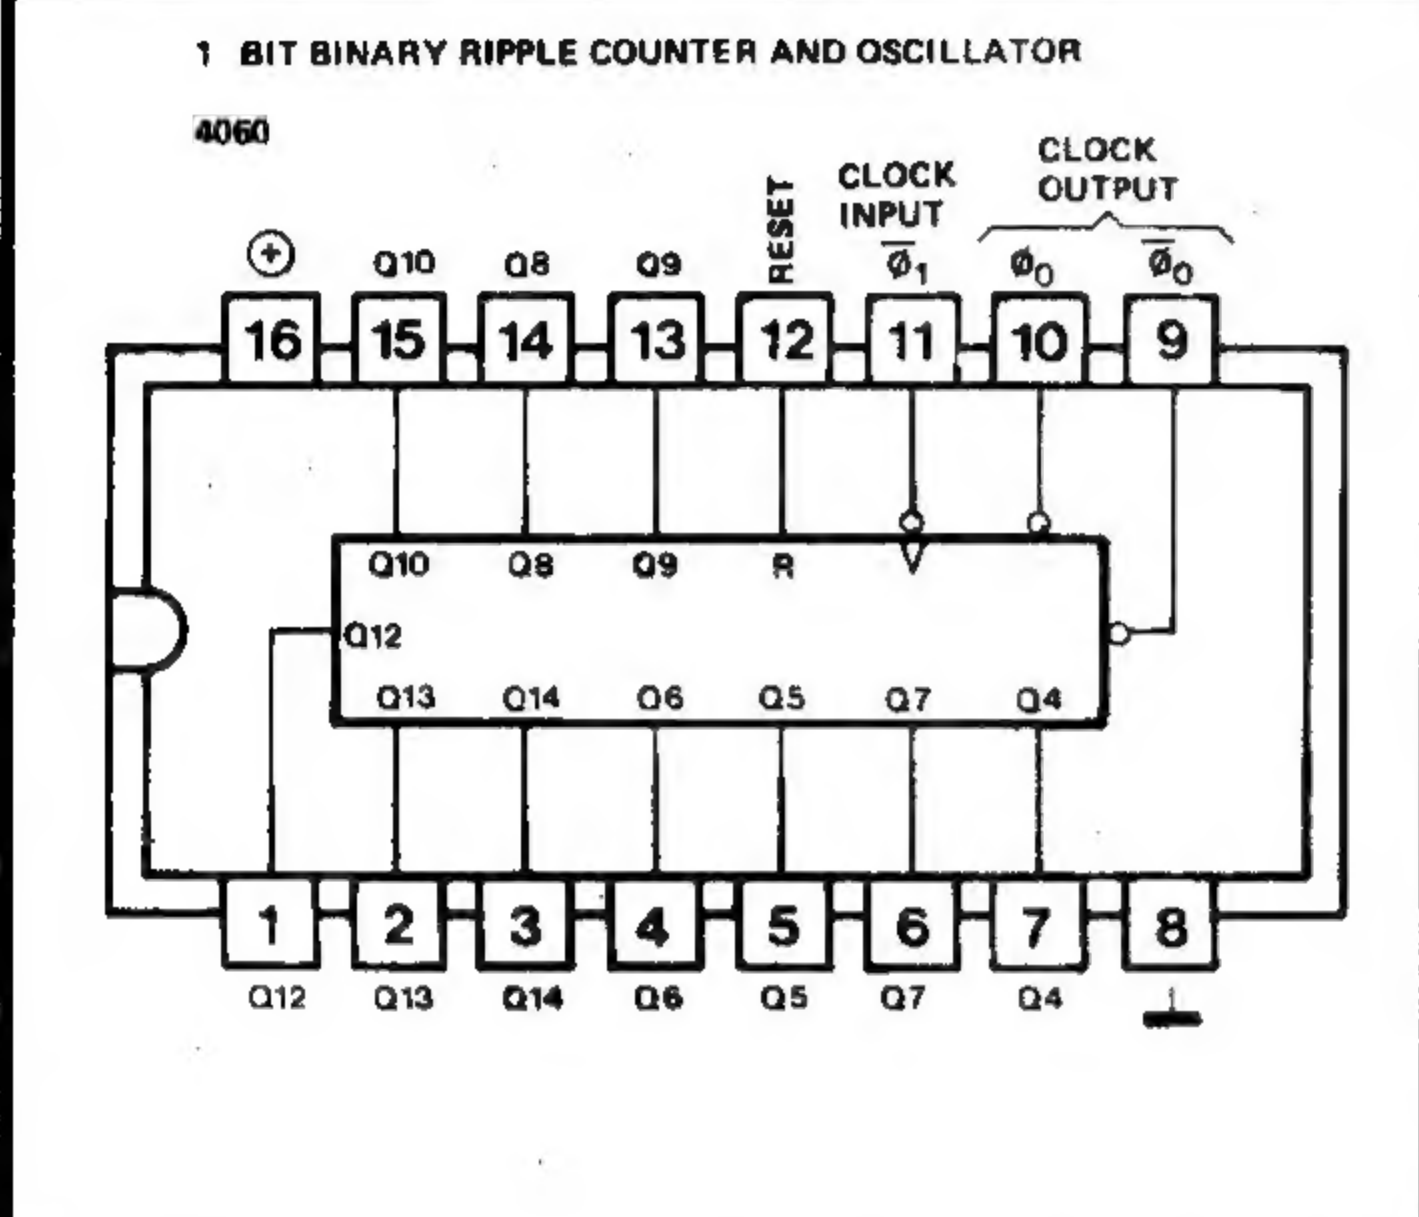 1 BIT BINARY RIPPLE COUNTER AND OSCILLATOR
4060
CLOCK OUTPUT
CLOCK INPUT
RESET
+ Q10 Q8 Q9 Ø̅1 Ø0 Ø̅0
16 15 14 13 12 11 10 9
Q10 Q8 Q9 R
Q12
Q13 Q14 Q6 Q5 Q7 Q4
1 2 3 4 5 6 7 8
Q12 Q13 Q14 Q6 Q5 Q7 Q4